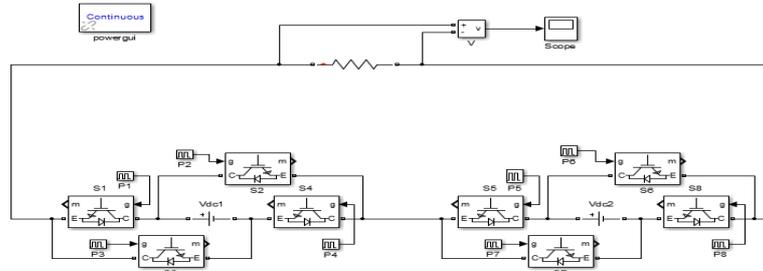 Continuous
powergui
+ v -
V
Scope
P2
g m
C E
S2
P6
g m
C E
S6
S1 P1
m g
E C
Vdc1
+
S4
m g
E C
S5 P5
m g
E C
Vdc2
+
S8
m g
E C
P3
g m
C E
P4
P7
g m
C E
P8